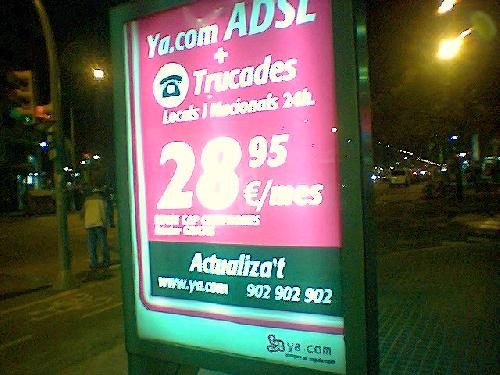 Ya.com ADSL
+
Trucades
Locals i Nacionals 24h.
28 95
€/mes
Actualiza't
www.ya.com 902 902 902
ya.com